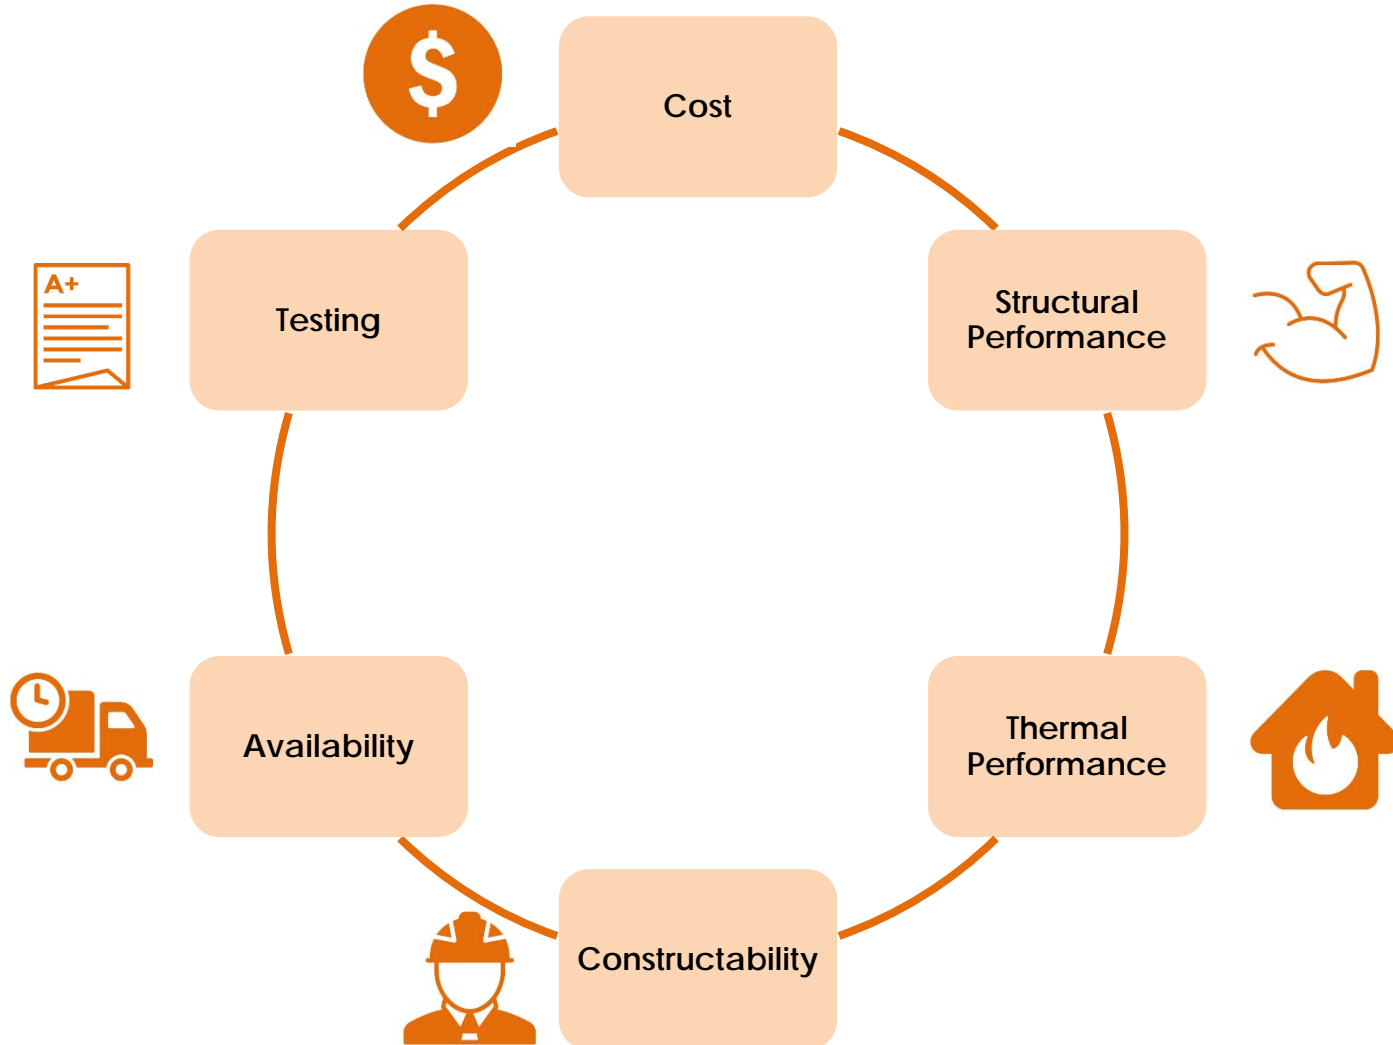 $
Cost
A+
Testing
Structural
Performance
Availability
Thermal
Performance
Constructability